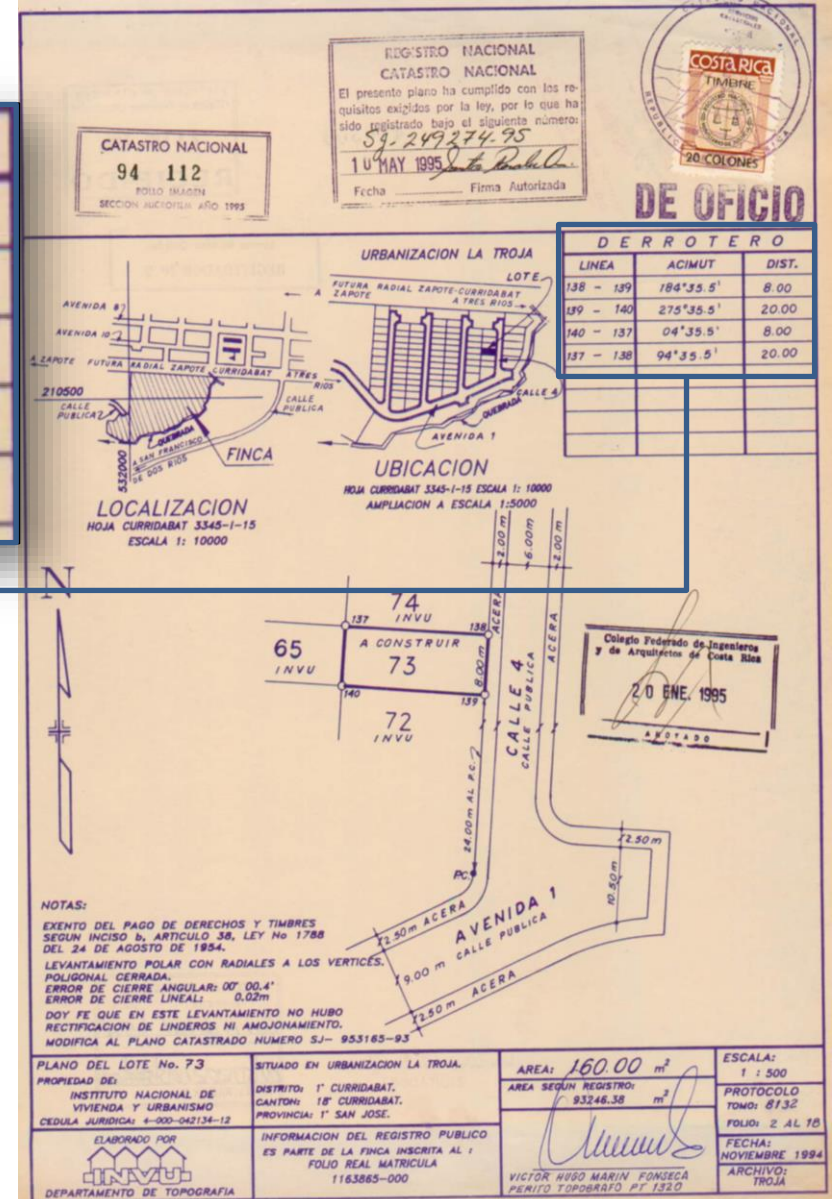 REGISTRO NACIONAL
CATASTRO NACIONAL
El presente plano ha cumplido con los re-
quisitos exigidos por la ley, por lo que ha
sido registrado bajo el siguiente número:
SJ-249274-95
10 MAY 1995
Fecha Firma Autorizada
CATASTRO NACIONAL
94 112
ROLLO IMAGEN
SECCION MICROFILM AÑO 1995
COSTA RICA
TIMBRE
20 COLONES
DE OFICIO
DERROTERO
LINEA ACIMUT DIST.
138 - 139 184°35.5' 8.00
139 - 140 275°35.5' 20.00
140 - 137 04°35.5' 8.00
137 - 138 94°35.5' 20.00
URBANIZACION LA TROJA
LOTE
FUTURA RADIAL ZAPOTE-CURRIDABAT
A ZAPOTE
A TRES RIOS
CALLE 4
QUEBRADA
AVENIDA 1
UBICACION
HOJA CURRIDABAT 3345-I-15 ESCALA 1: 10000
AMPLIACION A ESCALA 1:5000
AVENIDA 8
AVENIDA 10
A ZAPOTE FUTURA RADIAL ZAPOTE CURRIDABAT A TRES RIOS
210500
CALLE PUBLICA
CALLE PUBLICA
QUEBRADA
A SAN FRANCISCO DE DOS RIOS
532000
FINCA
LOCALIZACION
HOJA CURRIDABAT 3345-I-15
ESCALA 1: 10000
N
2.00 m
6.00 m
2.00 m
ACERA
ACERA
74
INVU
137
138
65
INVU
A CONSTRUIR
73
8.00 m
140
139
72
INVU
CALLE 4
CALLE PUBLICA
24.00 m AL P.C.
P.C.
2.50 m
10.50 m
2.50 m ACERA
AVENIDA 1
9.00 m CALLE PUBLICA
2.50 m ACERA
Colegio Federado de Ingenieros
y de Arquitectos de Costa Rica
20 ENE. 1995
NOTAS:
EXENTO DEL PAGO DE DERECHOS Y TIMBRES
SEGUN INCISO b, ARTICULO 38, LEY No 1788
DEL 24 DE AGOSTO DE 1954.
LEVANTAMIENTO POLAR CON RADIALES A LOS VERTICES.
POLIGONAL CERRADA.
ERROR DE CIERRE ANGULAR: 00° 00.4'
ERROR DE CIERRE LINEAL: 0.02m
DOY FE QUE EN ESTE LEVANTAMIENTO NO HUBO
RECTIFICACION DE LINDEROS NI AMOJONAMIENTO.
MODIFICA AL PLANO CATASTRADO NUMERO SJ- 953165-93
PLANO DEL LOTE No. 73
PROPIEDAD DE:
INSTITUTO NACIONAL DE
VIVIENDA Y URBANISMO
CEDULA JURIDICA: 4-000-042134-12
SITUADO EN URBANIZACION LA TROJA.
DISTRITO: 1° CURRIDABAT.
CANTON: 18° CURRIDABAT.
PROVINCIA: 1° SAN JOSE.
AREA: 160.00 m²
AREA SEGUN REGISTRO:
93246.38 m²
ESCALA:
1 : 500
PROTOCOLO
TOMO: 8132
FOLIO: 2 AL 18
ELABORADO POR
INVU
DEPARTAMENTO DE TOPOGRAFIA
INFORMACION DEL REGISTRO PUBLICO
ES PARTE DE LA FINCA INSCRITA AL :
FOLIO REAL MATRICULA
1163865-000
VICTOR HUGO MARIN FONSECA
PERITO TOPOGRAFO PT 1320
FECHA:
NOVIEMBRE 1994
ARCHIVO:
TROJA